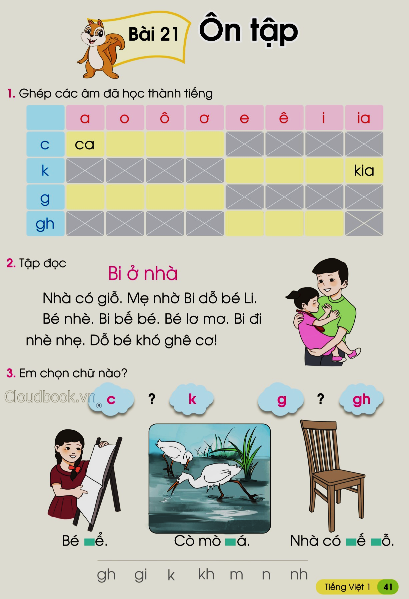 Bài 21
Ôn tập
1. Ghép các âm đã học thành tiếng
a o ô ơ e ê i ia
c ca
k kia
g
gh
2. Tập đọc
Bi ở nhà
Nhà có giỗ. Mẹ nhờ Bi dỗ bé Li.
Bé nhè. Bi bế bé. Bé lơ mơ. Bi đi
nhè nhẹ. Dỗ bé khó ghê cơ!
3. Em chọn chữ nào?
Cloudbook.vn
c ? k g ? gh
Bé ể. Cò mò á. Nhà có ế ỗ.
gh gi k kh m n nh
Tiếng Việt 1 41